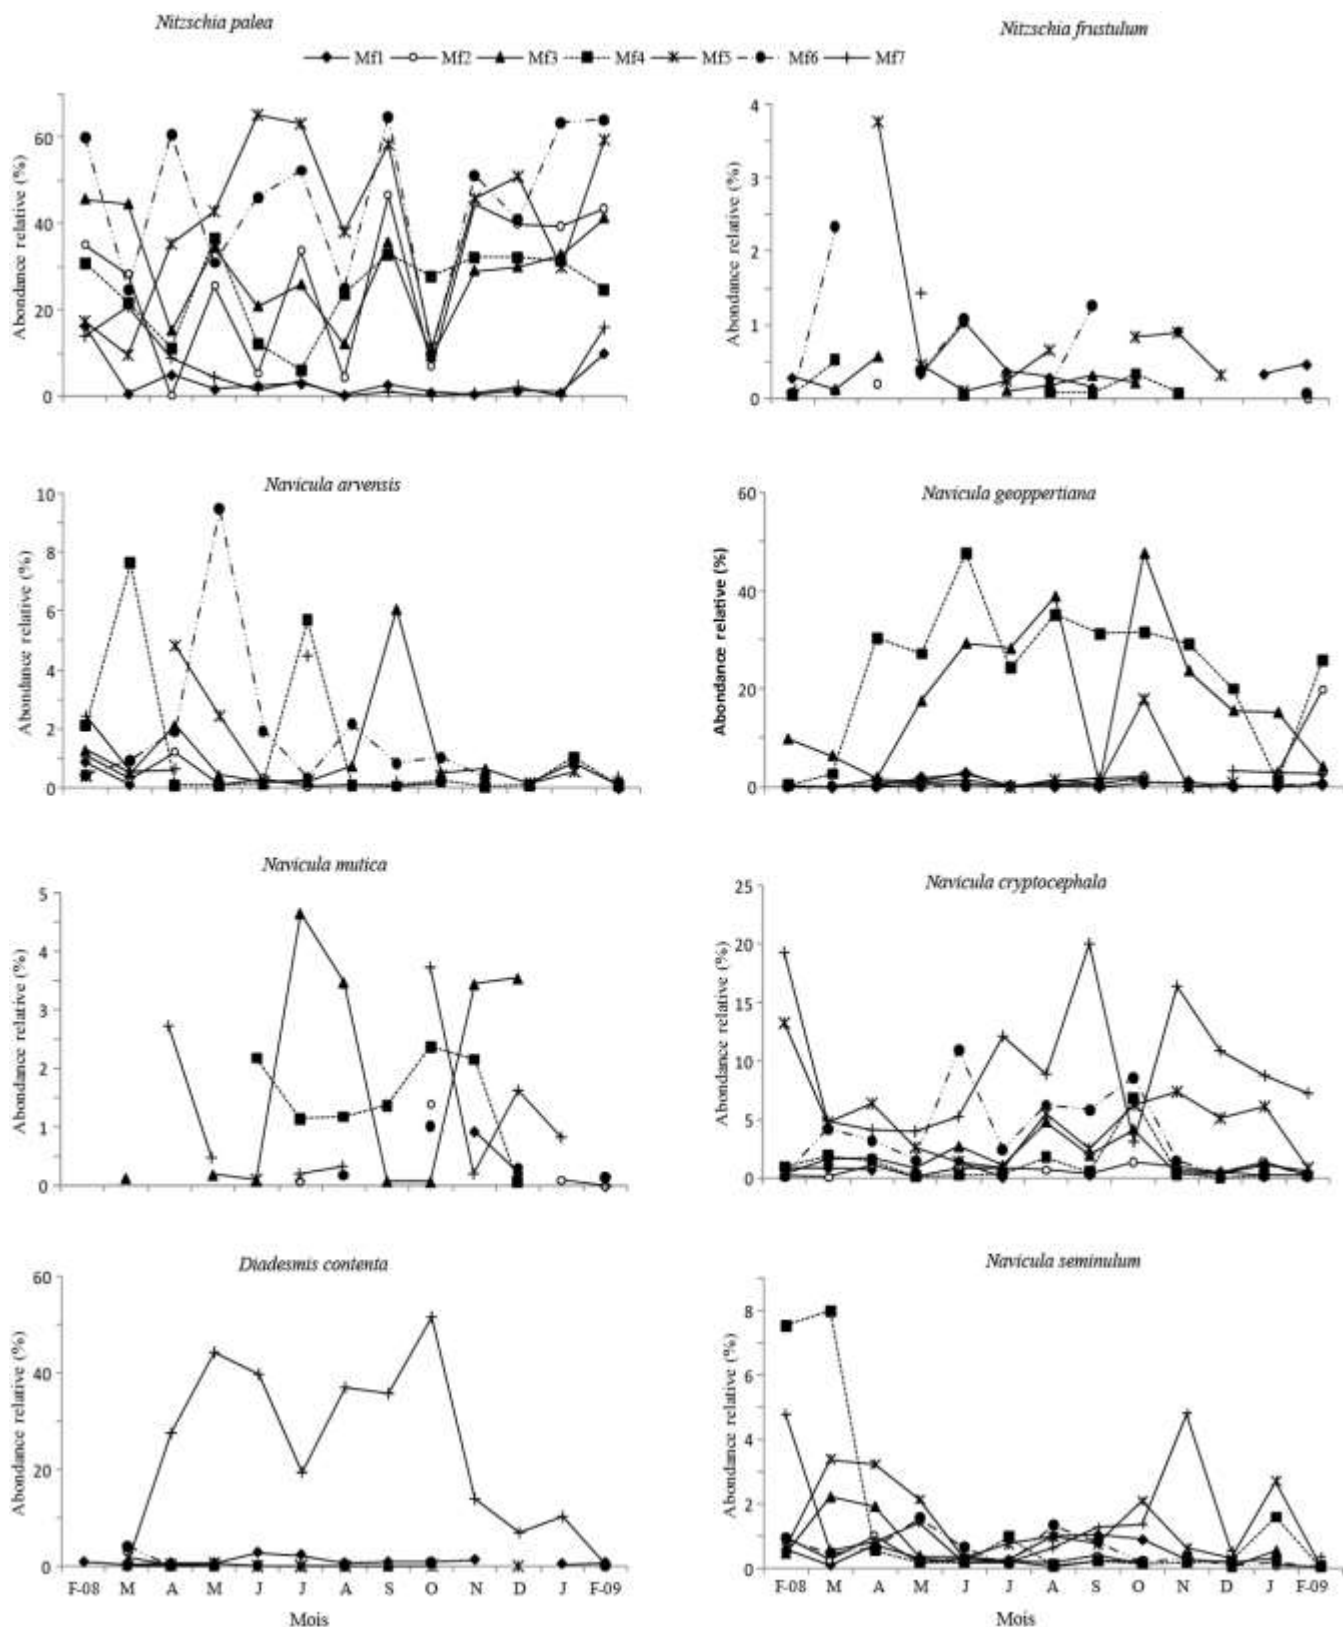 Nitzschia palea
Nitzschia frustulum
Mf1 Mf2 Mf3 Mf4 Mf5 Mf6 Mf7
Abondance relative (%)
60
40
20
0
Abondance relative (%)
4
3
2
1
0
Navicula arvensis
Abondance relative (%)
10
8
6
4
2
0
Navicula geoppertiana
Abondance relative (%)
60
40
20
0
Navicula mutica
Abondance relative (%)
5
4
3
2
1
0
Navicula cryptocephala
Abondance relative (%)
25
20
15
10
5
0
Diadesmis contenta
Abondance relative (%)
60
40
20
0
F-08 M A M J J A S O N D J F-09
Mois
Navicula seminulum
Abondance relative (%)
8
6
4
2
0
F-08 M A M J J A S O N D J F-09
Mois